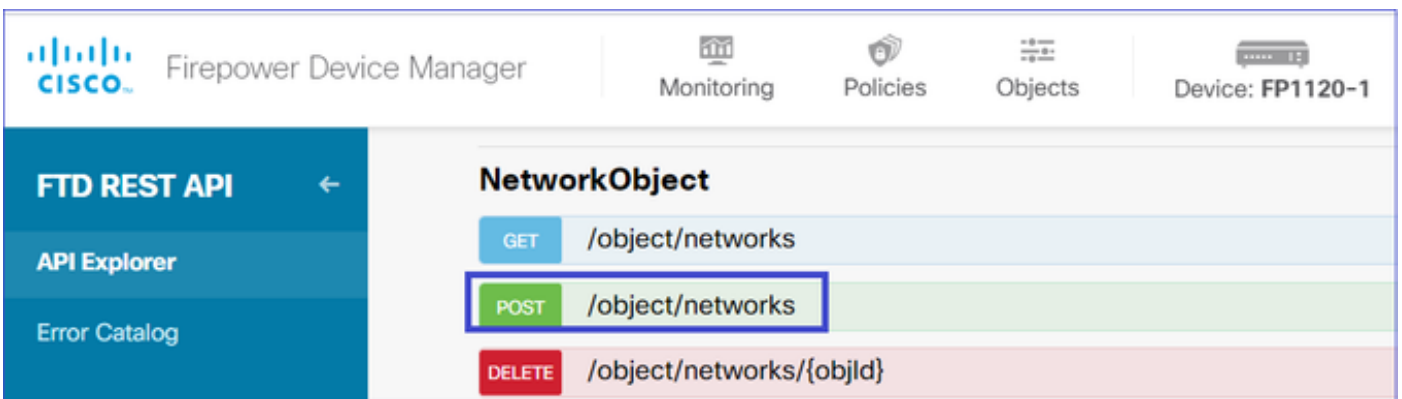 CISCO
Firepower Device Manager
Monitoring
Policies
Objects
Device: FP1120-1
FTD REST API
API Explorer
Error Catalog
NetworkObject
GET /object/networks
POST /object/networks
DELETE /object/networks/{objId}